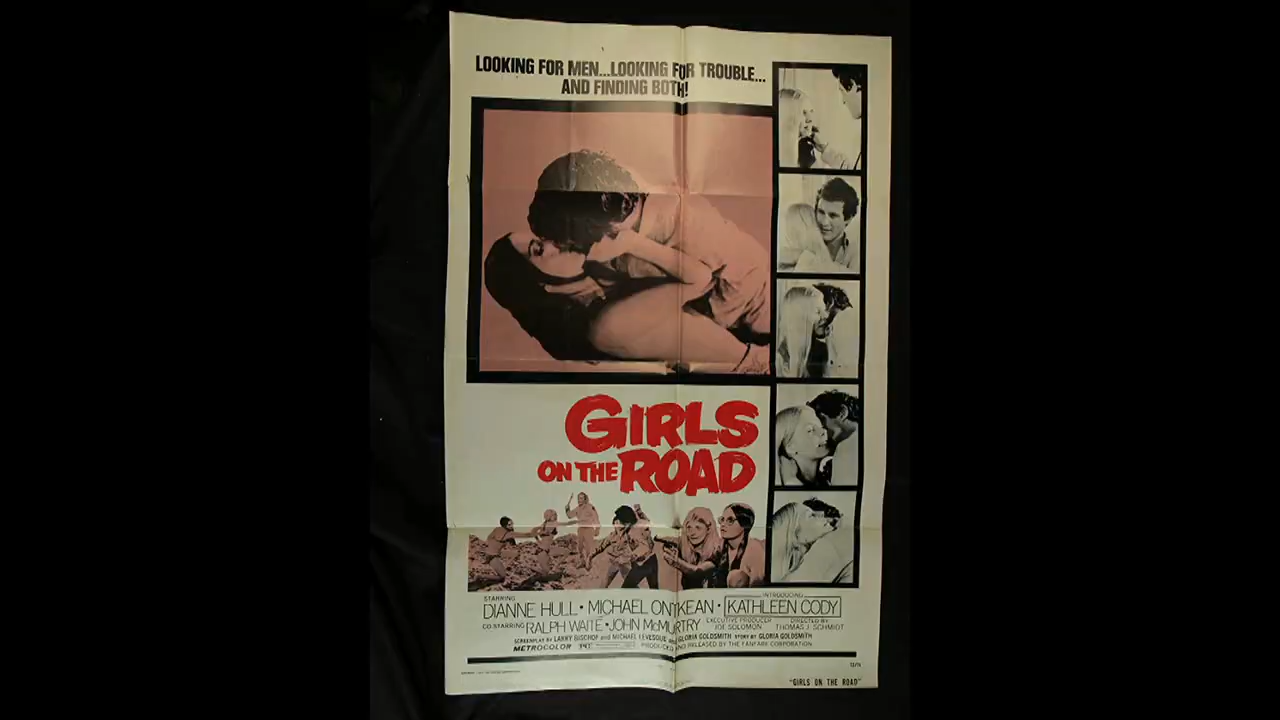 LOOKING FOR MEN...LOOKING FOR TROUBLE...
AND FINDING BOTH!
GIRLS
ON THE ROAD
STARRING
DIANNE HULL • MICHAEL ONTKEAN •
INTRODUCING
KATHLEEN CODY
CO-STARRING RALPH WAITE • JOHN McMURTRY
EXECUTIVE PRODUCER
JOE SOLOMON
DIRECTED BY
THOMAS J. SCHMIDT
SCREENPLAY BY LARRY BISCHOF and MICHAEL LEVESQUE and GLORIA GOLDSMITH STORY BY GLORIA GOLDSMITH
METROCOLOR
PRODUCED AND RELEASED BY THE FANFARE CORPORATION
"GIRLS ON THE ROAD"